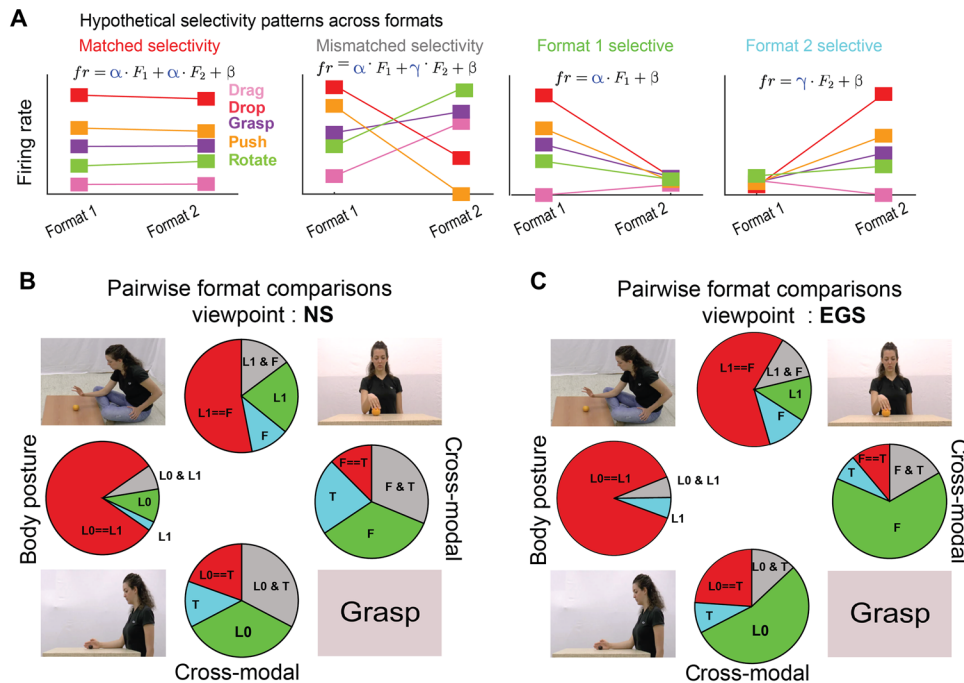 A
Hypothetical selectivity patterns across formats
Matched selectivity
Mismatched selectivity
Format 1 selective
Format 2 selective
fr = α · F₁ + α · F₂ + β
fr = α · F₁ + γ · F₂ + β
fr = α · F₁ + β
fr = γ · F₂ + β
Firing rate
Drag
Drop
Grasp
Push
Rotate
Format 1
Format 2
Format 1
Format 2
Format 1
Format 2
Format 1
Format 2
B
Pairwise format comparisons
viewpoint : NS
L1 & F
L1
F
L1==F
Body posture
L0 & L1
L0
L1
L0==L1
Cross-modal
F==T
F & T
T
F
L0==T
L0 & T
T
L0
Grasp
Cross-modal
C
Pairwise format comparisons
viewpoint : EGS
L1==F
L1 & F
L1
F
Body posture
L0==L1
L0 & L1
L1
Cross-modal
F==T
F & T
T
F
L0==T
L0 & T
T
L0
Grasp
Cross-modal